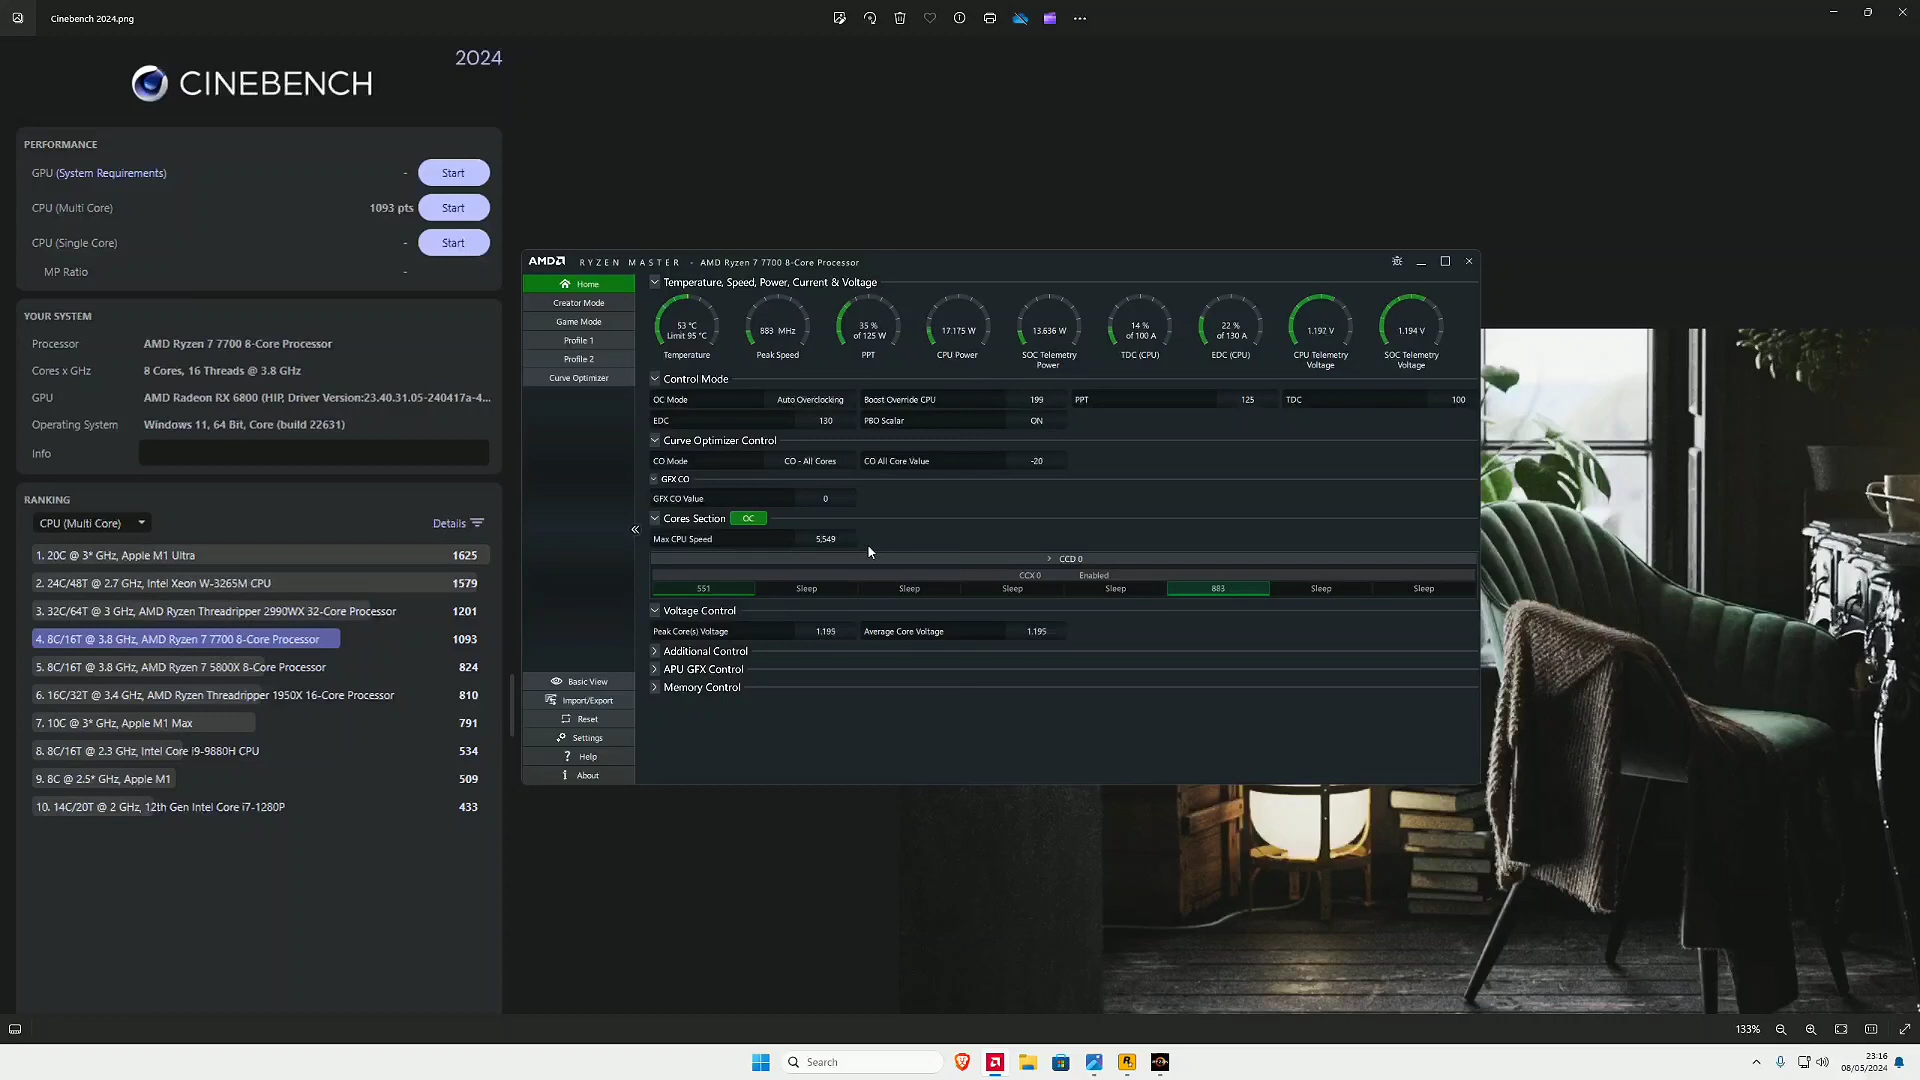 Cinebench 2024.png
2024
CINEBENCH
PERFORMANCE
GPU (System Requirements) - Start
CPU (Multi Core) 1093 pts Start
CPU (Single Core) - Start
MP Ratio -
YOUR SYSTEM
Processor AMD Ryzen 7 7700 8-Core Processor
Cores x GHz 8 Cores, 16 Threads @ 3.8 GHz
GPU AMD Radeon RX 6800 (HIP, Driver Version:23.40.31.05-240417a-4...
Operating System Windows 11, 64 Bit, Core (build 22631)
Info
RANKING
CPU (Multi Core) Details
1. 20C @ 3* GHz, Apple M1 Ultra 1625
2. 24C/48T @ 2.7 GHz, Intel Xeon W-3265M CPU 1579
3. 32C/64T @ 3 GHz, AMD Ryzen Threadripper 2990WX 32-Core Processor 1201
4. 8C/16T @ 3.8 GHz, AMD Ryzen 7 7700 8-Core Processor 1093
5. 8C/16T @ 3.8 GHz, AMD Ryzen 7 5800X 8-Core Processor 824
6. 16C/32T @ 3.4 GHz, AMD Ryzen Threadripper 1950X 16-Core Processor 810
7. 10C @ 3* GHz, Apple M1 Max 791
8. 8C/16T @ 2.3 GHz, Intel Core i9-9880H CPU 534
9. 8C @ 2.5* GHz, Apple M1 509
10. 14C/20T @ 2 GHz, 12th Gen Intel Core i7-1280P 433
AMD RYZEN MASTER - AMD Ryzen 7 7700 8-Core Processor
Home
Creator Mode
Game Mode
Profile 1
Profile 2
Curve Optimizer
Basic View
Import/Export
Reset
Settings
Help
About
Temperature, Speed, Power, Current & Voltage
53 °C 883 MHz 35 % 17.175 W 13.636 W 14 % 22 % 1.197 V 1.194 V
Limit 95 °C of 125 W of 100 A of 130 A
Temperature Peak Speed PPT CPU Power SOC Telemetry Power TDC (CPU) EDC (CPU) CPU Telemetry Voltage SOC Telemetry Voltage
Control Mode
OC Mode Auto Overclocking Boost Override CPU 199 PPT 125 TDC 100
EDC 130 PBO Scalar ON
Curve Optimizer Control
CO Mode CO - All Cores CO All Core Value -20
GFX CO
GFX CO Value 0
Cores Section OC
Max CPU Speed 5,549
CCD 0
CCX 0 Enabled
551 Sleep Sleep Sleep Sleep 883 Sleep Sleep
Voltage Control
Peak Core(s) Voltage 1.195 Average Core Voltage 1.195
Additional Control
APU GFX Control
Memory Control
133%
Search
23:16
08/05/2024